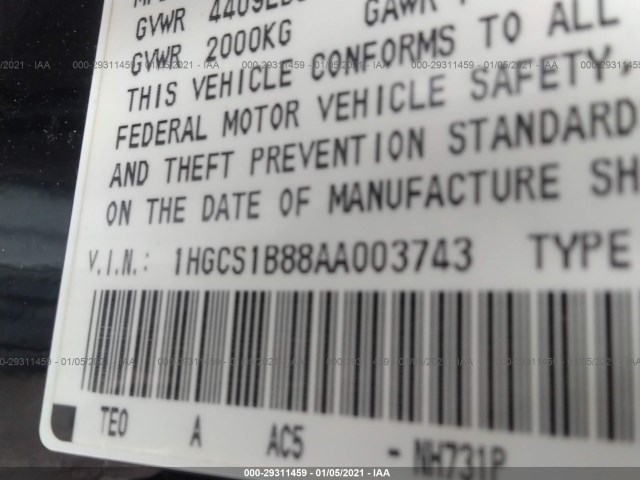 GVWR 4409LBS GAWR
GVWR 2000KG
THIS VEHICLE CONFORMS TO ALL
FEDERAL MOTOR VEHICLE SAFETY,
AND THEFT PREVENTION STANDARD
ON THE DATE OF MANUFACTURE SH
V.I.N.: 1HGCS1B88AA003743 TYPE
TE0 A AC5 - NH731P
000-29311459 - 01/05/2021 - IAA